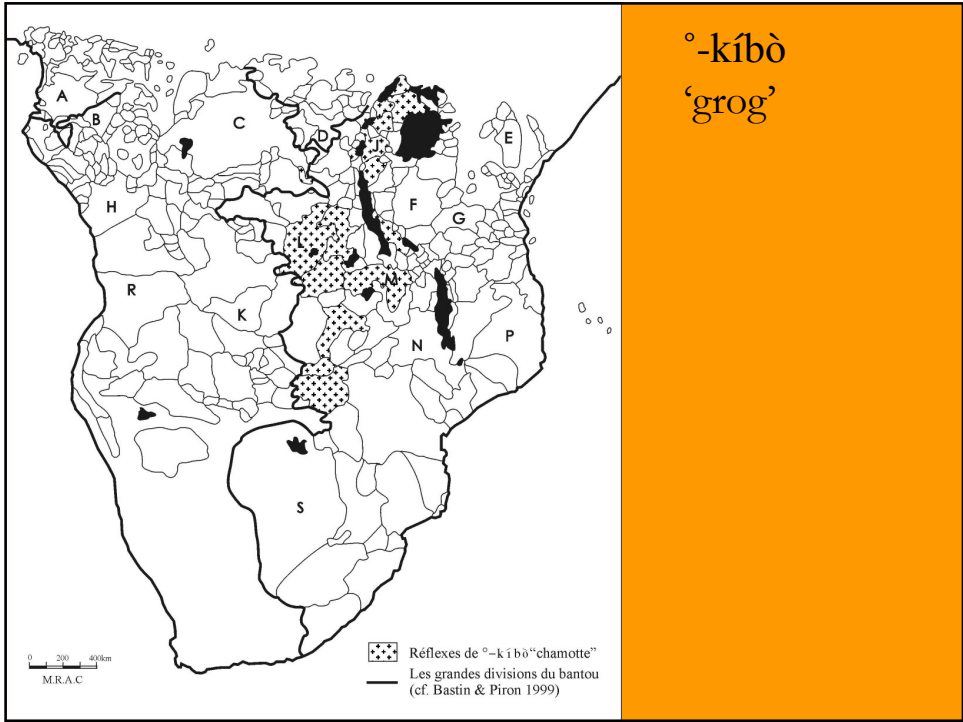 °-kíbò
‘grog’
A
B
C
D
J
E
F
G
H
L
M
R
K
N
P
S
0 200 400km
M.R.A.C
Réflexes de °-kíbò “chamotte”
Les grandes divisions du bantou
(cf. Bastin & Piron 1999)